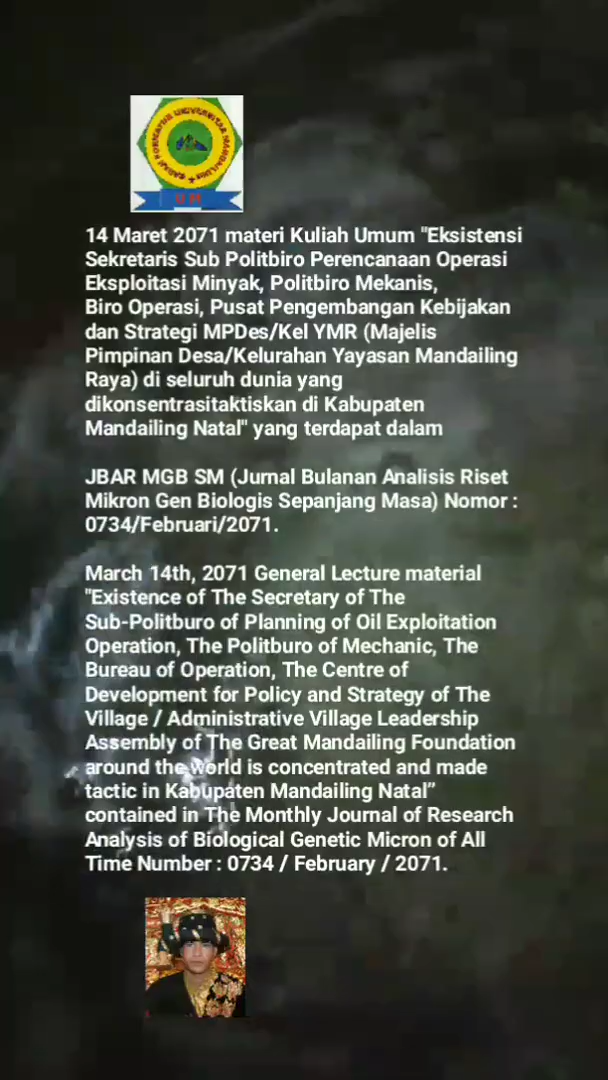 UM
14 Maret 2071 materi Kuliah Umum "Eksistensi
Sekretaris Sub Politbiro Perencanaan Operasi
Eksploitasi Minyak, Politbiro Mekanis,
Biro Operasi, Pusat Pengembangan Kebijakan
dan Strategi MPDes/Kel YMR (Majelis
Pimpinan Desa/Kelurahan Yayasan Mandailing
Raya) di seluruh dunia yang
dikonsentrasitaktiskan di Kabupaten
Mandailing Natal" yang terdapat dalam
JBAR MGB SM (Jurnal Bulanan Analisis Riset
Mikron Gen Biologis Sepanjang Masa) Nomor :
0734/Februari/2071.
March 14th, 2071 General Lecture material
"Existence of The Secretary of The
Sub-Politburo of Planning of Oil Exploitation
Operation, The Politburo of Mechanic, The
Bureau of Operation, The Centre of
Development for Policy and Strategy of The
Village / Administrative Village Leadership
Assembly of The Great Mandailing Foundation
around the world is concentrated and made
tactic in Kabupaten Mandailing Natal”
contained in The Monthly Journal of Research
Analysis of Biological Genetic Micron of All
Time Number : 0734 / February / 2071.